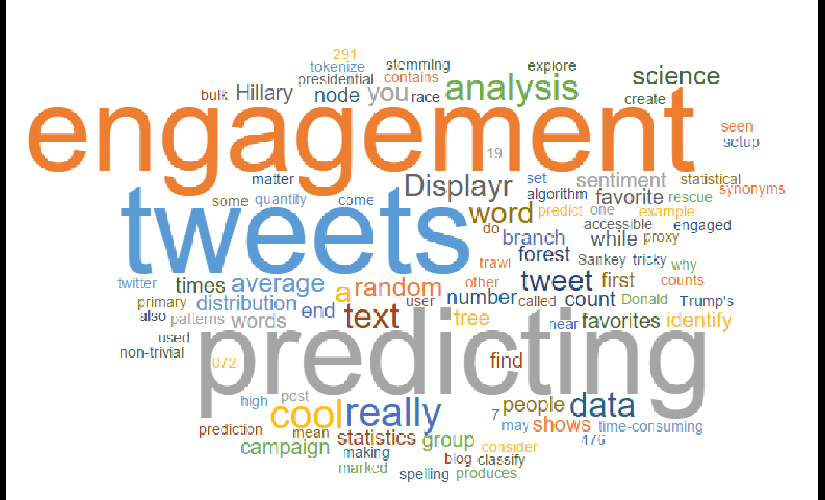 291
tokenize stemming explore
presidential contains science
bulk Hillary node you race analysis create
engagement
19
seen
setup
matter Displayr set sentiment statistical
some quantity come algorithm favorite rescue synonyms
tweets
word predict one example
do accessible engaged
branch while proxy
trawl forest Sankey tricky why
twitter times average other tweet first counts
a random
primary distribution end user number called count Donald Trump's
also patterns words text tree near favorites identify
used
predicting
non-trivial
072 find
high post cool really 7 people data
prediction mean may shows time-consuming
campaign statistics group 476
making consider
marked blog classify
spelling produces